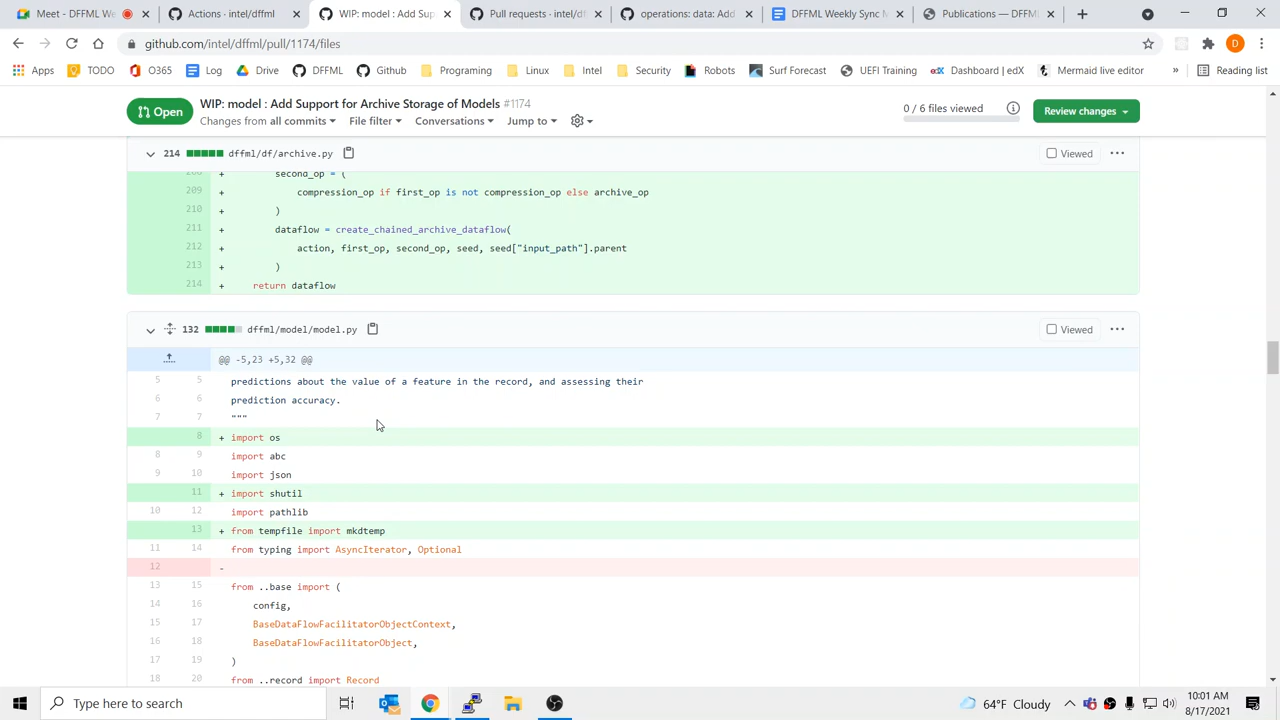 Meet - DFFML We
Actions · intel/dffml
WIP: model : Add Sup
Pull requests · intel/df
operations: data: Add
DFFML Weekly Sync M
Publications — DFFML
github.com/intel/dffml/pull/1174/files
D
Apps
TODO
O365
Log
Drive
DFFML
Github
Programing
Linux
Intel
Security
Robots
Surf Forecast
UEFI Training
Dashboard | edX
Mermaid live editor
»
Reading list
Open
WIP: model : Add Support for Archive Storage of Models #1174
Changes from all commits
File filter
Conversations
Jump to
0 / 6 files viewed
Review changes
214 dffml/df/archive.py
Viewed
208 second_op = (
209 + compression_op if first_op is not compression_op else archive_op
210 + )
211 + dataflow = create_chained_archive_dataflow(
212 + action, first_op, second_op, seed, seed["input_path"].parent
213 + )
214 + return dataflow
132 dffml/model/model.py
Viewed
@@ -5,23 +5,32 @@
5 5 predictions about the value of a feature in the record, and assessing their
6 6 prediction accuracy.
7 7 """
8 + import os
8 9 import abc
9 10 import json
11 + import shutil
10 12 import pathlib
13 + from tempfile import mkdtemp
11 14 from typing import AsyncIterator, Optional
12 -
13 15 from ..base import (
14 16 config,
15 17 BaseDataFlowFacilitatorObjectContext,
16 18 BaseDataFlowFacilitatorObject,
17 19 )
18 20 from ..record import Record
Type here to search
64°F Cloudy
10:01 AM
8/17/2021